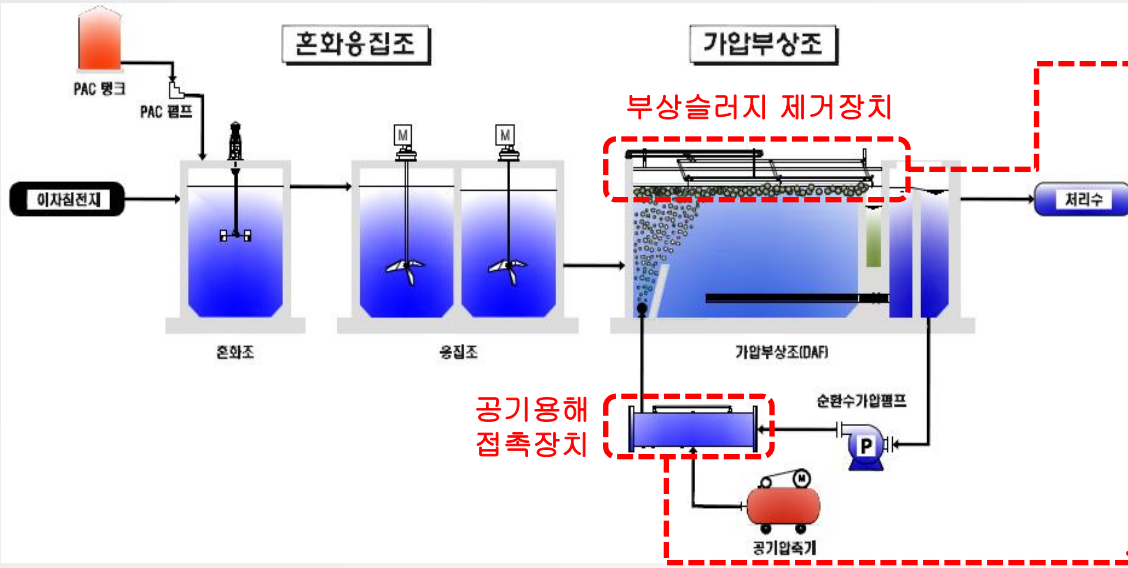 혼화응집조
가압부상조
PAC 탱크
PAC 펌프
부상슬러지 제거장치
M
M
이차침전지
처리수
혼화조
응집조
가압부상조(DAF)
공기용해
접촉장치
순환수가압펌프
P
M
공기압축기